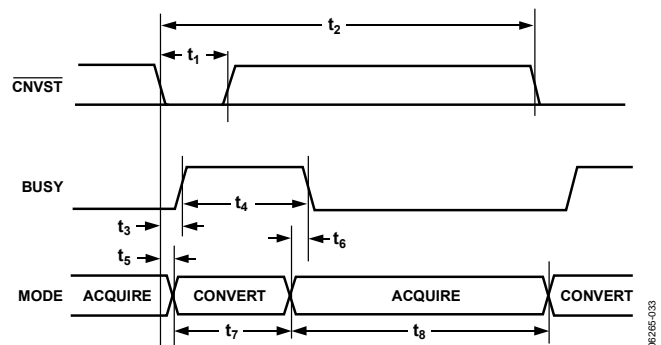 t2
t1
CNVST
BUSY
t4
t3
t6
t5
MODE ACQUIRE CONVERT ACQUIRE CONVERT
t7 t8
06265-033